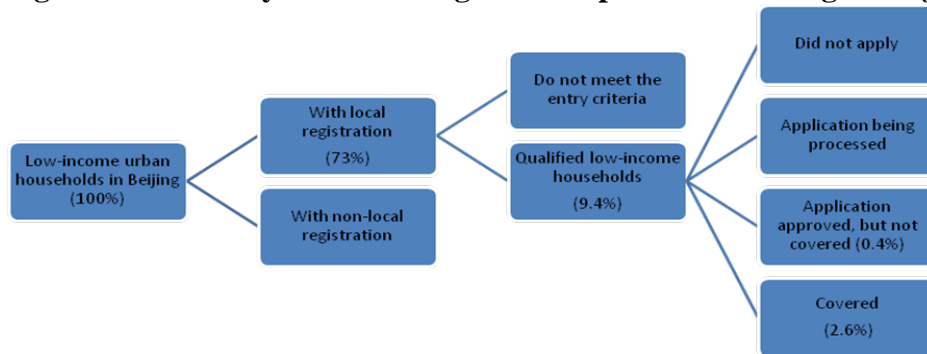 Low-income urban
households in Beijing
(100%)
With local
registration
(73%)
With non-local
registration
Do not meet the
entry criteria
Qualified low-income
households
(9.4%)
Did not apply
Application being
processed
Application
approved, but not
covered (0.4%)
Covered
(2.6%)